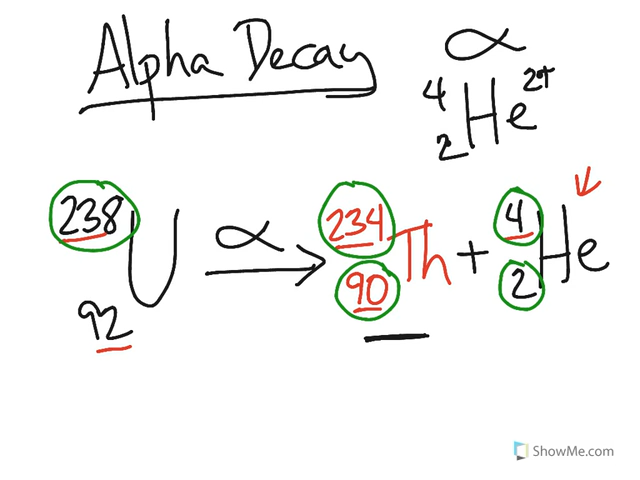 Alpha Decay
∝
4
2He2+
238
92U ∝→ 234
90Th + 4
2He
ShowMe.com